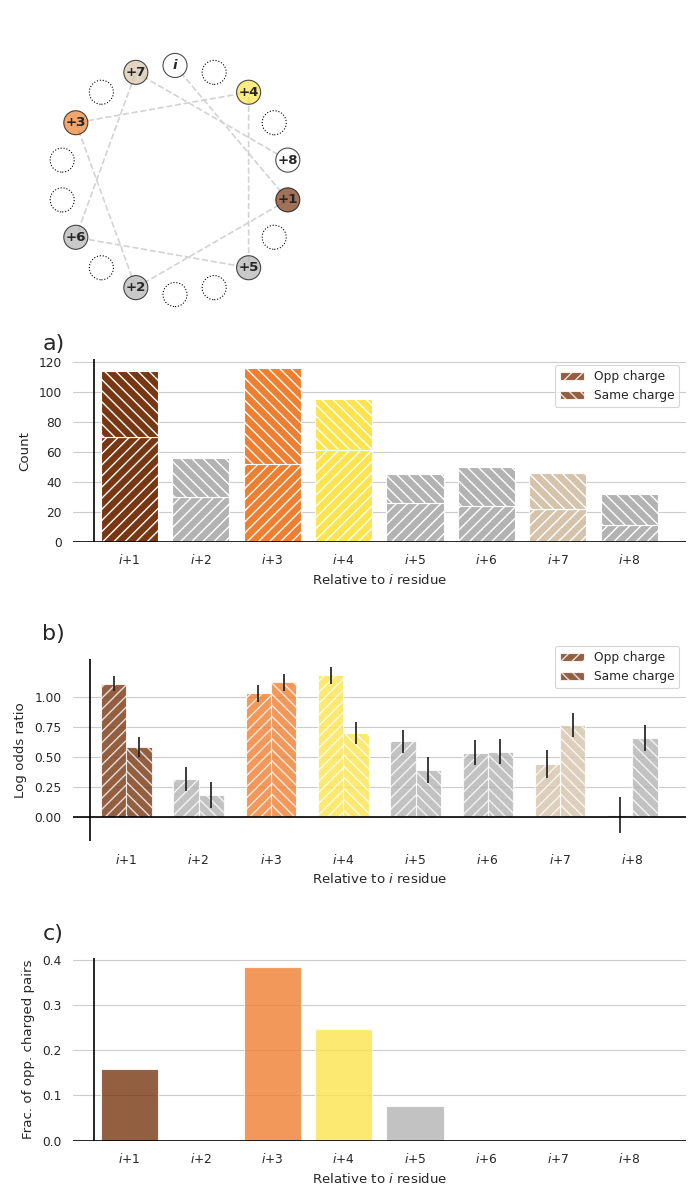 +7 i
+4
+3
+8
+1
+6
+5
+2
a)
120
100
80
60
40
20
0
Count
Opp charge
Same charge
i+1 i+2 i+3 i+4 i+5 i+6 i+7 i+8
Relative to i residue
b)
1.00
0.75
0.50
0.25
0.00
Log odds ratio
Opp charge
Same charge
i+1 i+2 i+3 i+4 i+5 i+6 i+7 i+8
Relative to i residue
c)
0.4
0.3
0.2
0.1
0.0
Frac. of opp. charged pairs
i+1 i+2 i+3 i+4 i+5 i+6 i+7 i+8
Relative to i residue